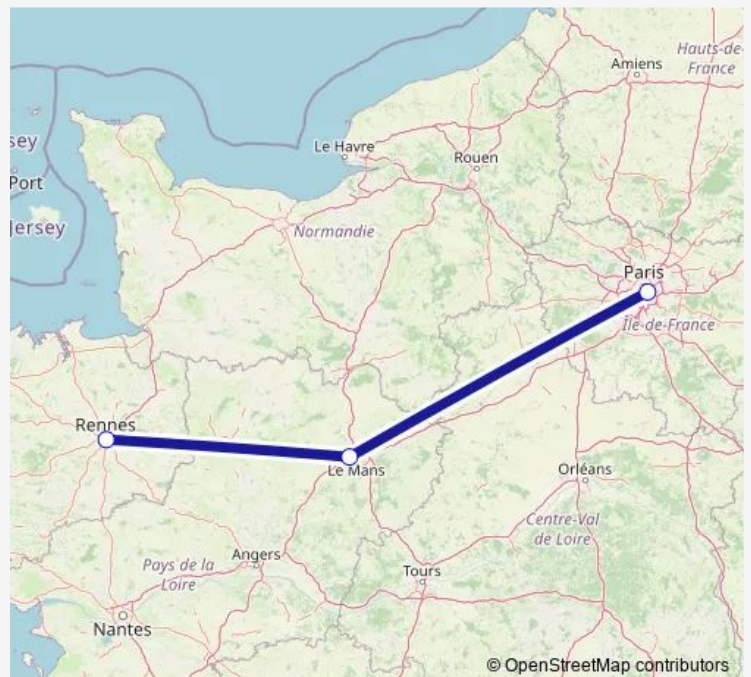 Hauts-de-
France
Amiens
sey
Le Havre
Rouen
Port
Jersey
Normandie
Paris
Île-de-France
Rennes
Le Mans
Orléans
Centre-Val
de Loire
Angers
Pays de la
Loire
Tours
Nantes
© OpenStreetMap contributors